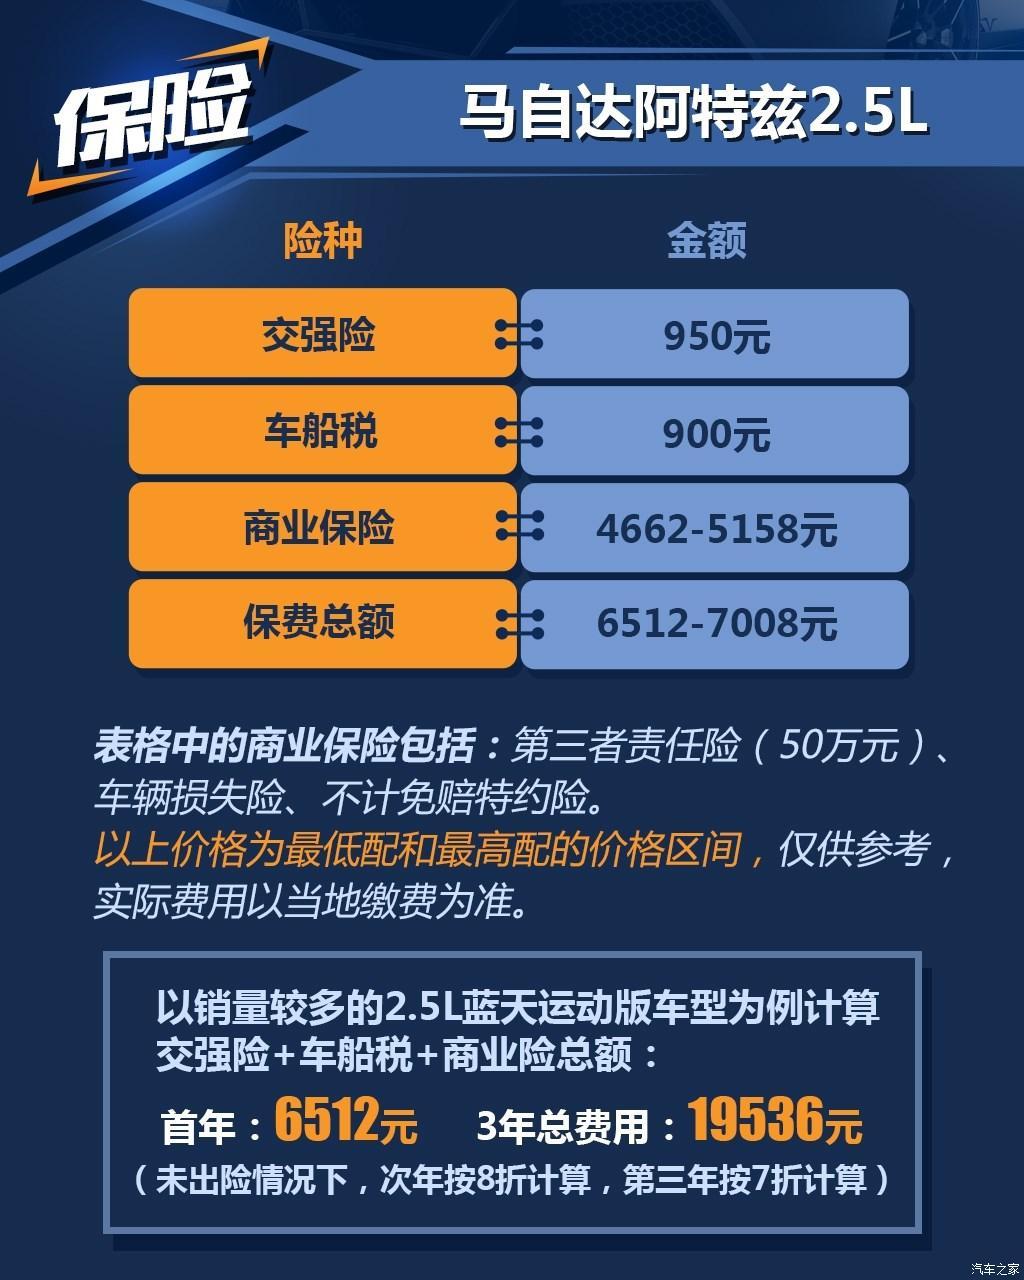 保险
马自达阿特兹2.5L
险种 金额
交强险 950元
车船税 900元
商业保险 4662-5158元
保费总额 6512-7008元
表格中的商业保险包括：第三者责任险（50万元）、
车辆损失险、不计免赔特约险。
以上价格为最低配和最高配的价格区间，仅供参考，
实际费用以当地缴费为准。
以销量较多的2.5L蓝天运动版车型为例计算
交强险+车船税+商业险总额：
首年：6512元 3年总费用：19536元
（未出险情况下，次年按8折计算，第三年按7折计算）
汽车之家